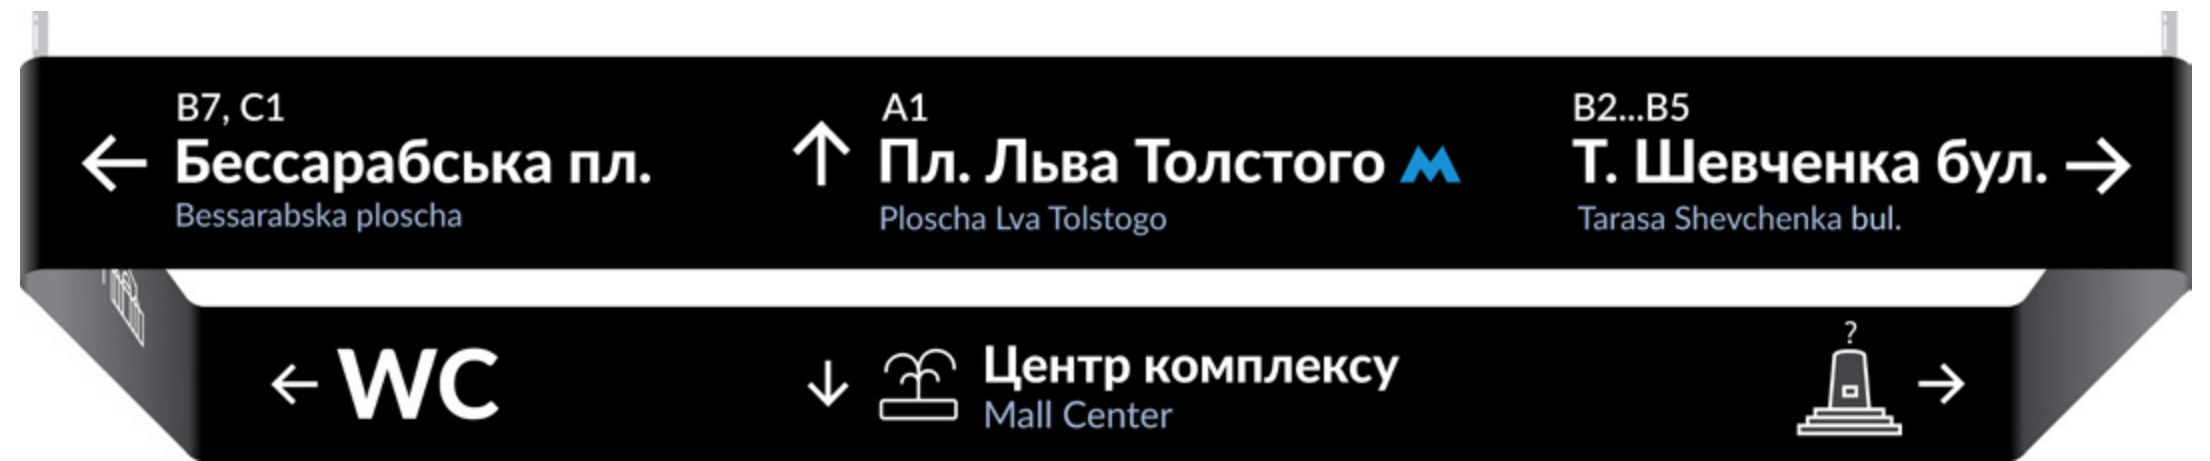 B7, C1
Бессарабська пл.
Bessarabska ploscha
A1
Пл. Льва Толстого
Ploscha Lva Tolstogo
B2...B5
Т. Шевченка бул.
Tarasa Shevchenka bul.
WC
Центр комплексу
Mall Center
?